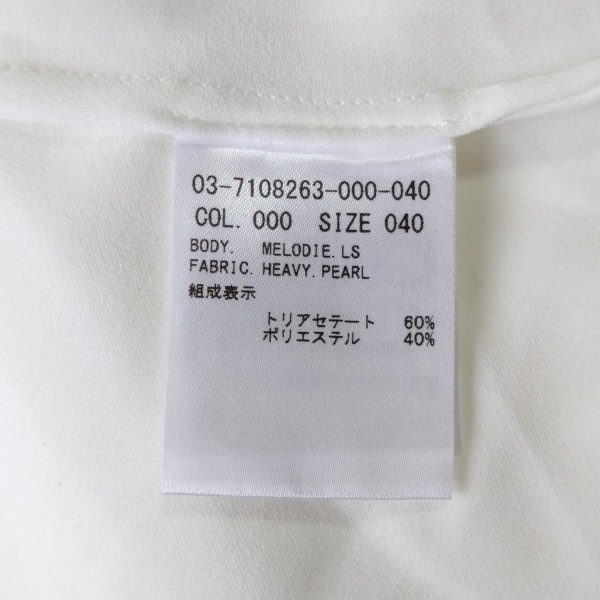 03-7108263-000-040
COL. 000 SIZE 040
BODY. MELODIE. LS
FABRIC. HEAVY. PEARL
組成表示
トリアセテート 60%
ポリエステル 40%